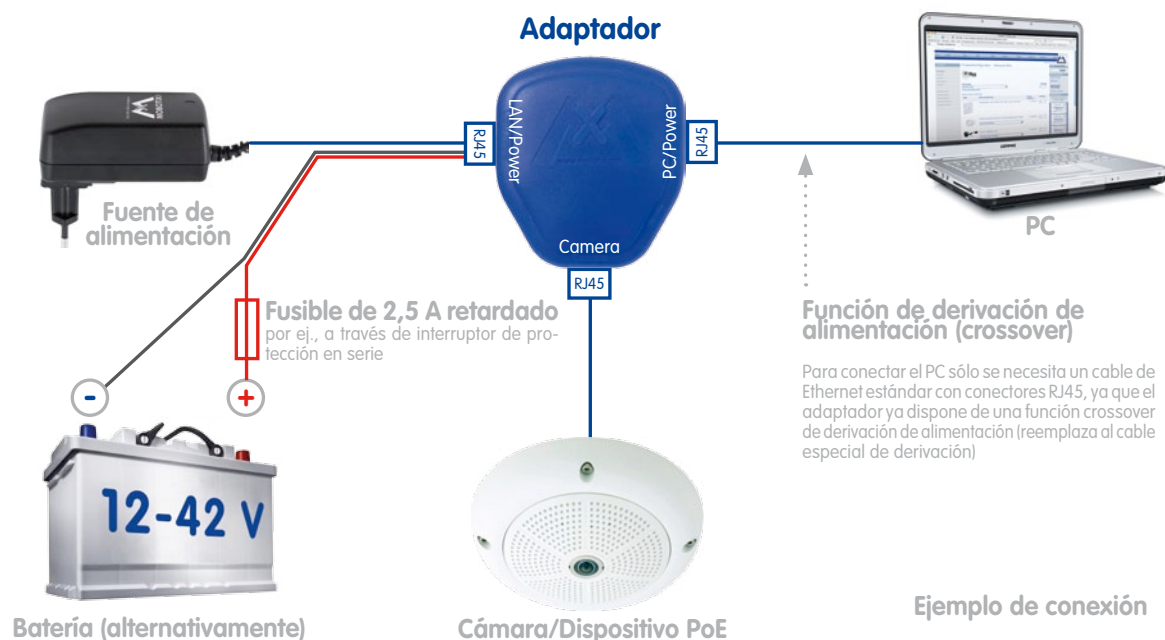 Adaptador
MOBOTIX
LAN/Power
PC/Power
RJ45
RJ45
Camera
RJ45
Fuente de
alimentación
PC
Fusible de 2,5 A retardado
por ej., a través de interruptor de pro-
tección en serie
Función de derivación de
alimentación (crossover)
Para conectar el PC sólo se necesita un cable de
Ethernet estándar con conectores RJ45, ya que el
adaptador ya dispone de una función crossover
de derivación de alimentación (reemplaza al cable
especial de derivación)
-
+
12-42 V
Batería (alternativamente)
Cámara/Dispositivo PoE
Ejemplo de conexión